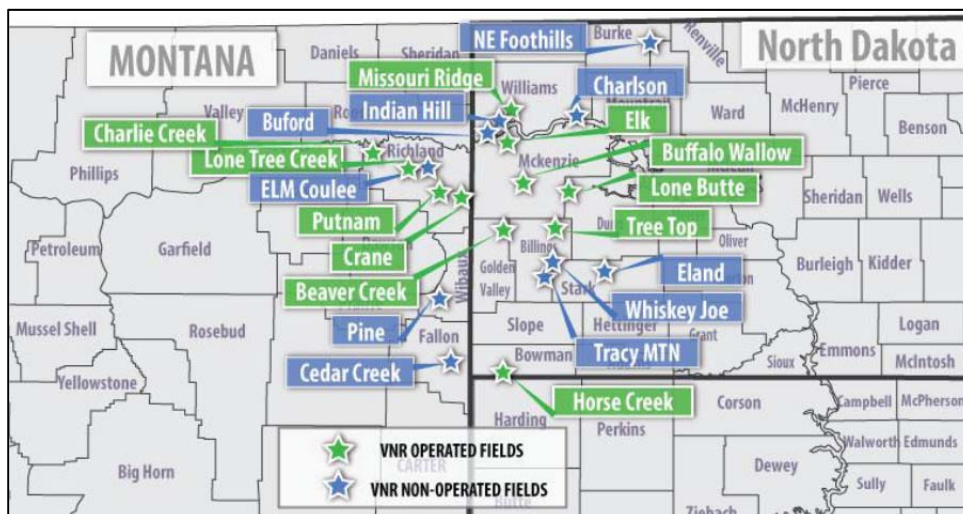 MONTANA
North Dakota
NE Foothills
Burke
Renville
Daniels
Sheridan
Missouri Ridge
Williams
Charlson
Pierce
Valley
Indian Hill
Ward
McHenry
Benson
Buford
Elk
Charlie Creek
Richland
Phillips
Lone Tree Creek
Mckenzie
Buffalo Wallow
ELM Coulee
Lone Butte
Sheridan
Wells
Putnam
Petroleum
Garfield
Tree Top
Oliver
Crane
Billings
Burleigh
Kidder
Beaver Creek
Golden
Valley
Stark
Eland
Wibaux
Whiskey Joe
Mussel Shell
Rosebud
Pine
Fallon
Slope
Hettinger
Grant
Logan
Bowman
Tracy MTN
Sioux
Emmons
McIntosh
Yellowstone
Cedar Creek
Horse Creek
Harding
Perkins
Corson
Campbell
McPherson
VNR OPERATED FIELDS
Walworth
Edmunds
Big Horn
CARTER
Dewey
VNR NON-OPERATED FIELDS
Sully
Faulk
Butte
Ziebach